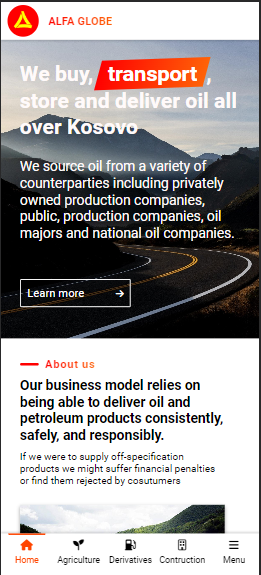 ALFA GLOBE
We buy, transport ,
store and deliver oil all
over Kosovo
We source oil from a variety of
counterparties including privately
owned production companies,
public, production companies, oil
majors and national oil companies.
Learn more
About us
Our business model relies on
being able to deliver oil and
petroleum products consistently,
safely, and responsibly.
If we were to supply off-specification
products we might suffer financial penalties
or find them rejected by cosutumers
Home Agriculture Derivatives Contruction Menu